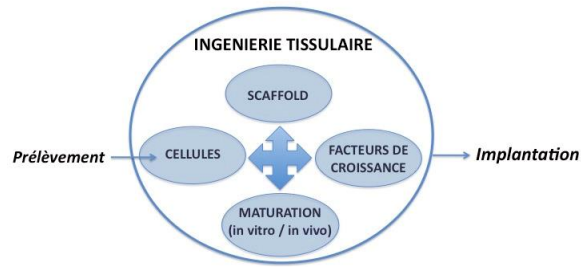 INGENIERIE TISSULAIRE
SCAFFOLD
Prélèvement
CELLULES
FACTEURS DE
CROISSANCE
Implantation
MATURATION
(in vitro / in vivo)